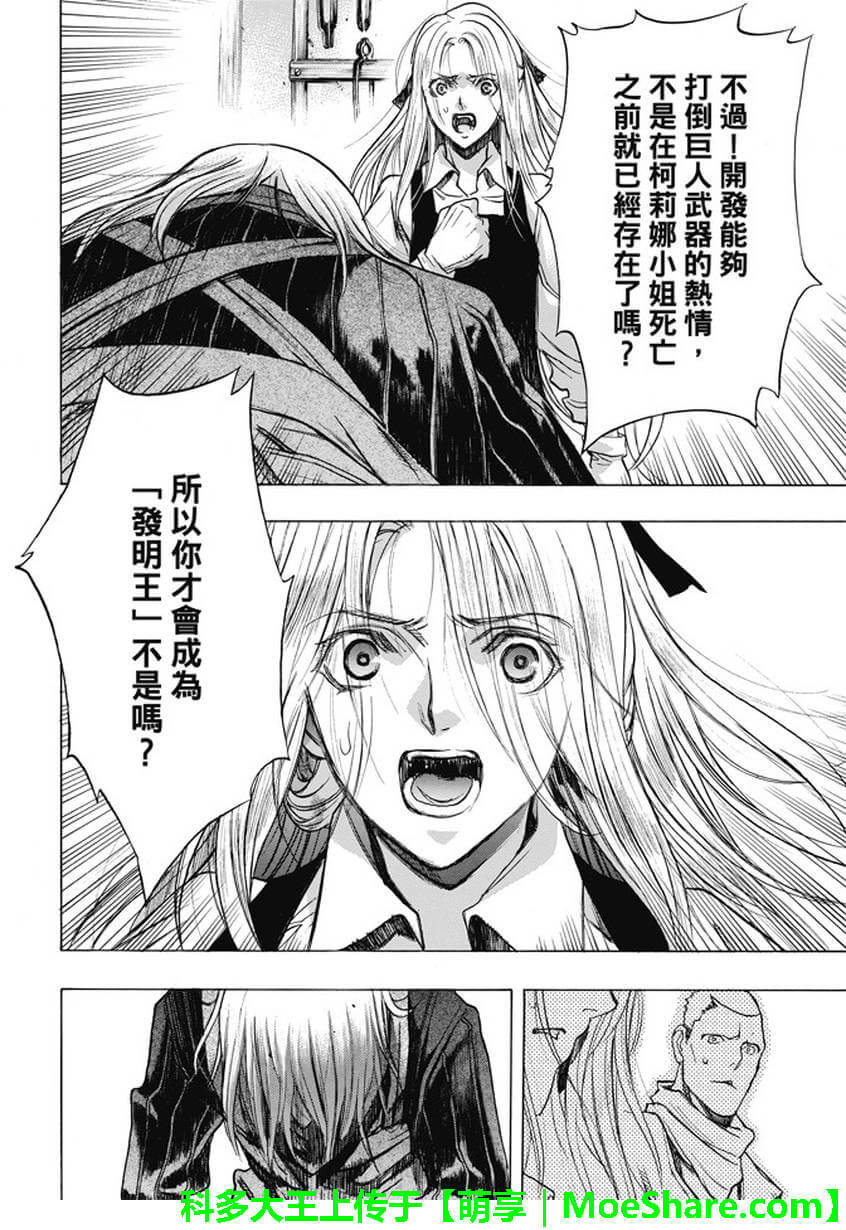 不過！開發能夠
打倒巨人武器的熱情，
不是在柯莉娜小姐死亡
之前就已經存在了嗎？
所以你才會成為
「發明王」不是嗎？
科多大王上传于【萌享｜MoeShare.com】